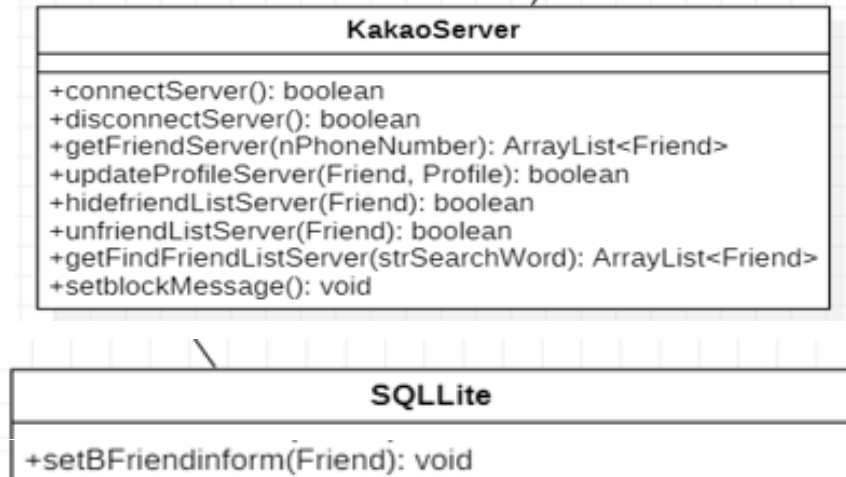 KakaoServer
+connectServer(): boolean
+disconnectServer(): boolean
+getFriendServer(nPhoneNumber): ArrayList<Friend>
+updateProfileServer(Friend, Profile): boolean
+hidefriendListServer(Friend): boolean
+unfriendListServer(Friend): boolean
+getFindFriendListServer(strSearchWord): ArrayList<Friend>
+setblockMessage(): void
SQLLite
+setBFriendinform(Friend): void